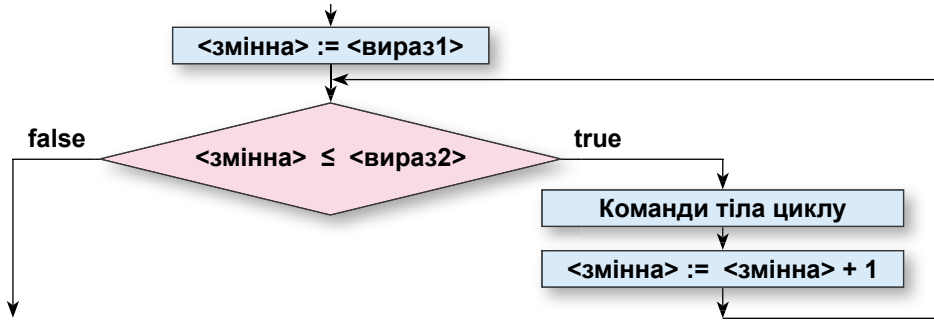 <змінна> := <вираз1>
false
true
<змінна> ≤ <вираз2>
Команди тіла циклу
<змінна> := <змінна> + 1